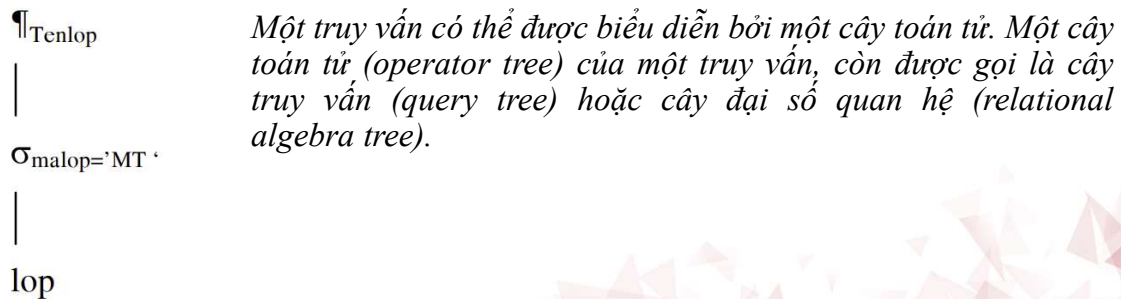 ¶Tenlop
Một truy vấn có thể được biểu diễn bởi một cây toán tử. Một cây
toán tử (operator tree) của một truy vấn, còn được gọi là cây
truy vấn (query tree) hoặc cây đại số quan hệ (relational
algebra tree).
σmalop=’MT ‘
lop